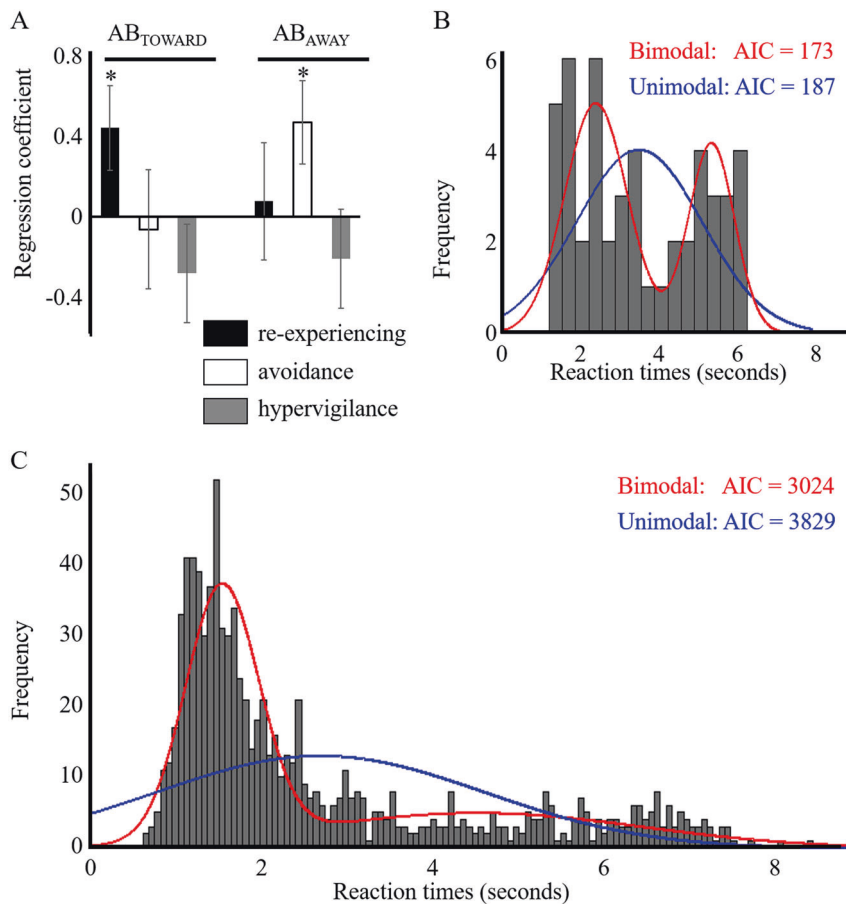 A
AB_TOWARD AB_AWAY
0.8
0.4
0
-0.4
Regression coefficient
*
*
re-experiencing
avoidance
hypervigilance
B
Bimodal: AIC = 173
Unimodal: AIC = 187
6
4
2
0
Frequency
0 2 4 6 8
Reaction times (seconds)
C
Bimodal: AIC = 3024
Unimodal: AIC = 3829
50
40
30
20
10
0
Frequency
0 2 4 6 8
Reaction times (seconds)